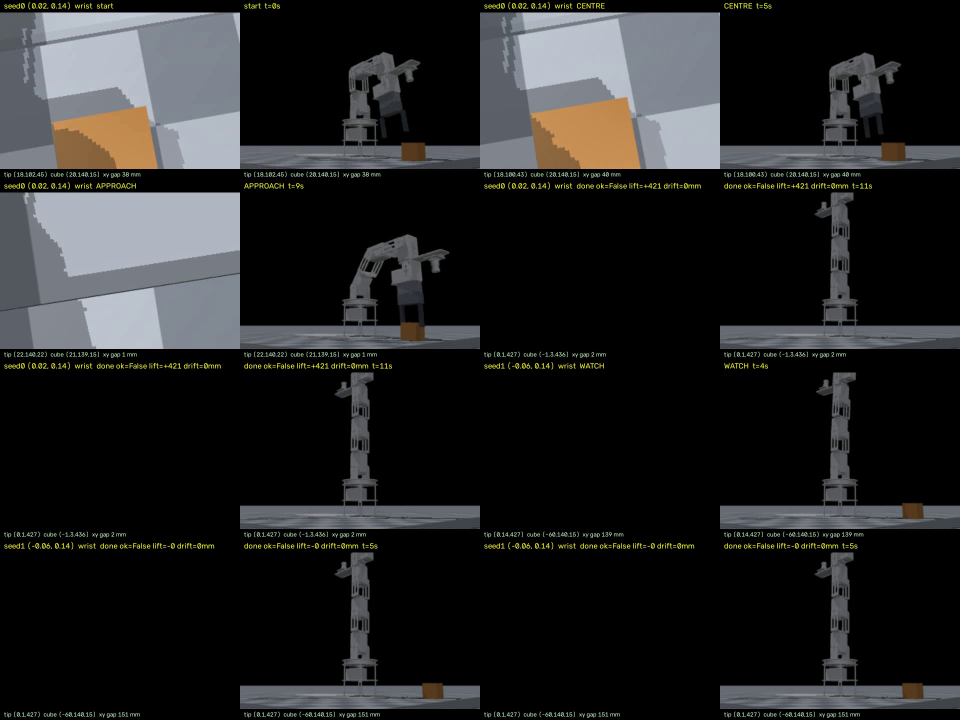 seed0 (0.02, 0.14) wrist start
start t=0s
seed0 (0.02, 0.14) wrist CENTRE
CENTRE t=5s
tip (18,102,45) cube (20,140,15) xy gap 38 mm
tip (18,102,45) cube (20,140,15) xy gap 38 mm
tip (18,100,43) cube (20,140,15) xy gap 40 mm
tip (18,100,43) cube (20,140,15) xy gap 40 mm
seed0 (0.02, 0.14) wrist APPROACH
APPROACH t=9s
seed0 (0.02, 0.14) wrist done ok=False lift=+421 drift=0mm
done ok=False lift=+421 drift=0mm t=11s
tip (22,140,22) cube (21,139,15) xy gap 1 mm
tip (22,140,22) cube (21,139,15) xy gap 1 mm
tip (0,1,427) cube (-1,3,436) xy gap 2 mm
tip (0,1,427) cube (-1,3,436) xy gap 2 mm
seed0 (0.02, 0.14) wrist done ok=False lift=+421 drift=0mm
done ok=False lift=+421 drift=0mm t=11s
seed1 (-0.06, 0.14) wrist WATCH
WATCH t=4s
tip (0,1,427) cube (-1,3,436) xy gap 2 mm
tip (0,1,427) cube (-1,3,436) xy gap 2 mm
tip (0,14,427) cube (-60,140,15) xy gap 139 mm
tip (0,14,427) cube (-60,140,15) xy gap 139 mm
seed1 (-0.06, 0.14) wrist done ok=False lift=-0 drift=0mm
done ok=False lift=-0 drift=0mm t=5s
seed1 (-0.06, 0.14) wrist done ok=False lift=-0 drift=0mm
done ok=False lift=-0 drift=0mm t=5s
tip (0,1,427) cube (-60,140,15) xy gap 151 mm
tip (0,1,427) cube (-60,140,15) xy gap 151 mm
tip (0,1,427) cube (-60,140,15) xy gap 151 mm
tip (0,1,427) cube (-60,140,15) xy gap 151 mm